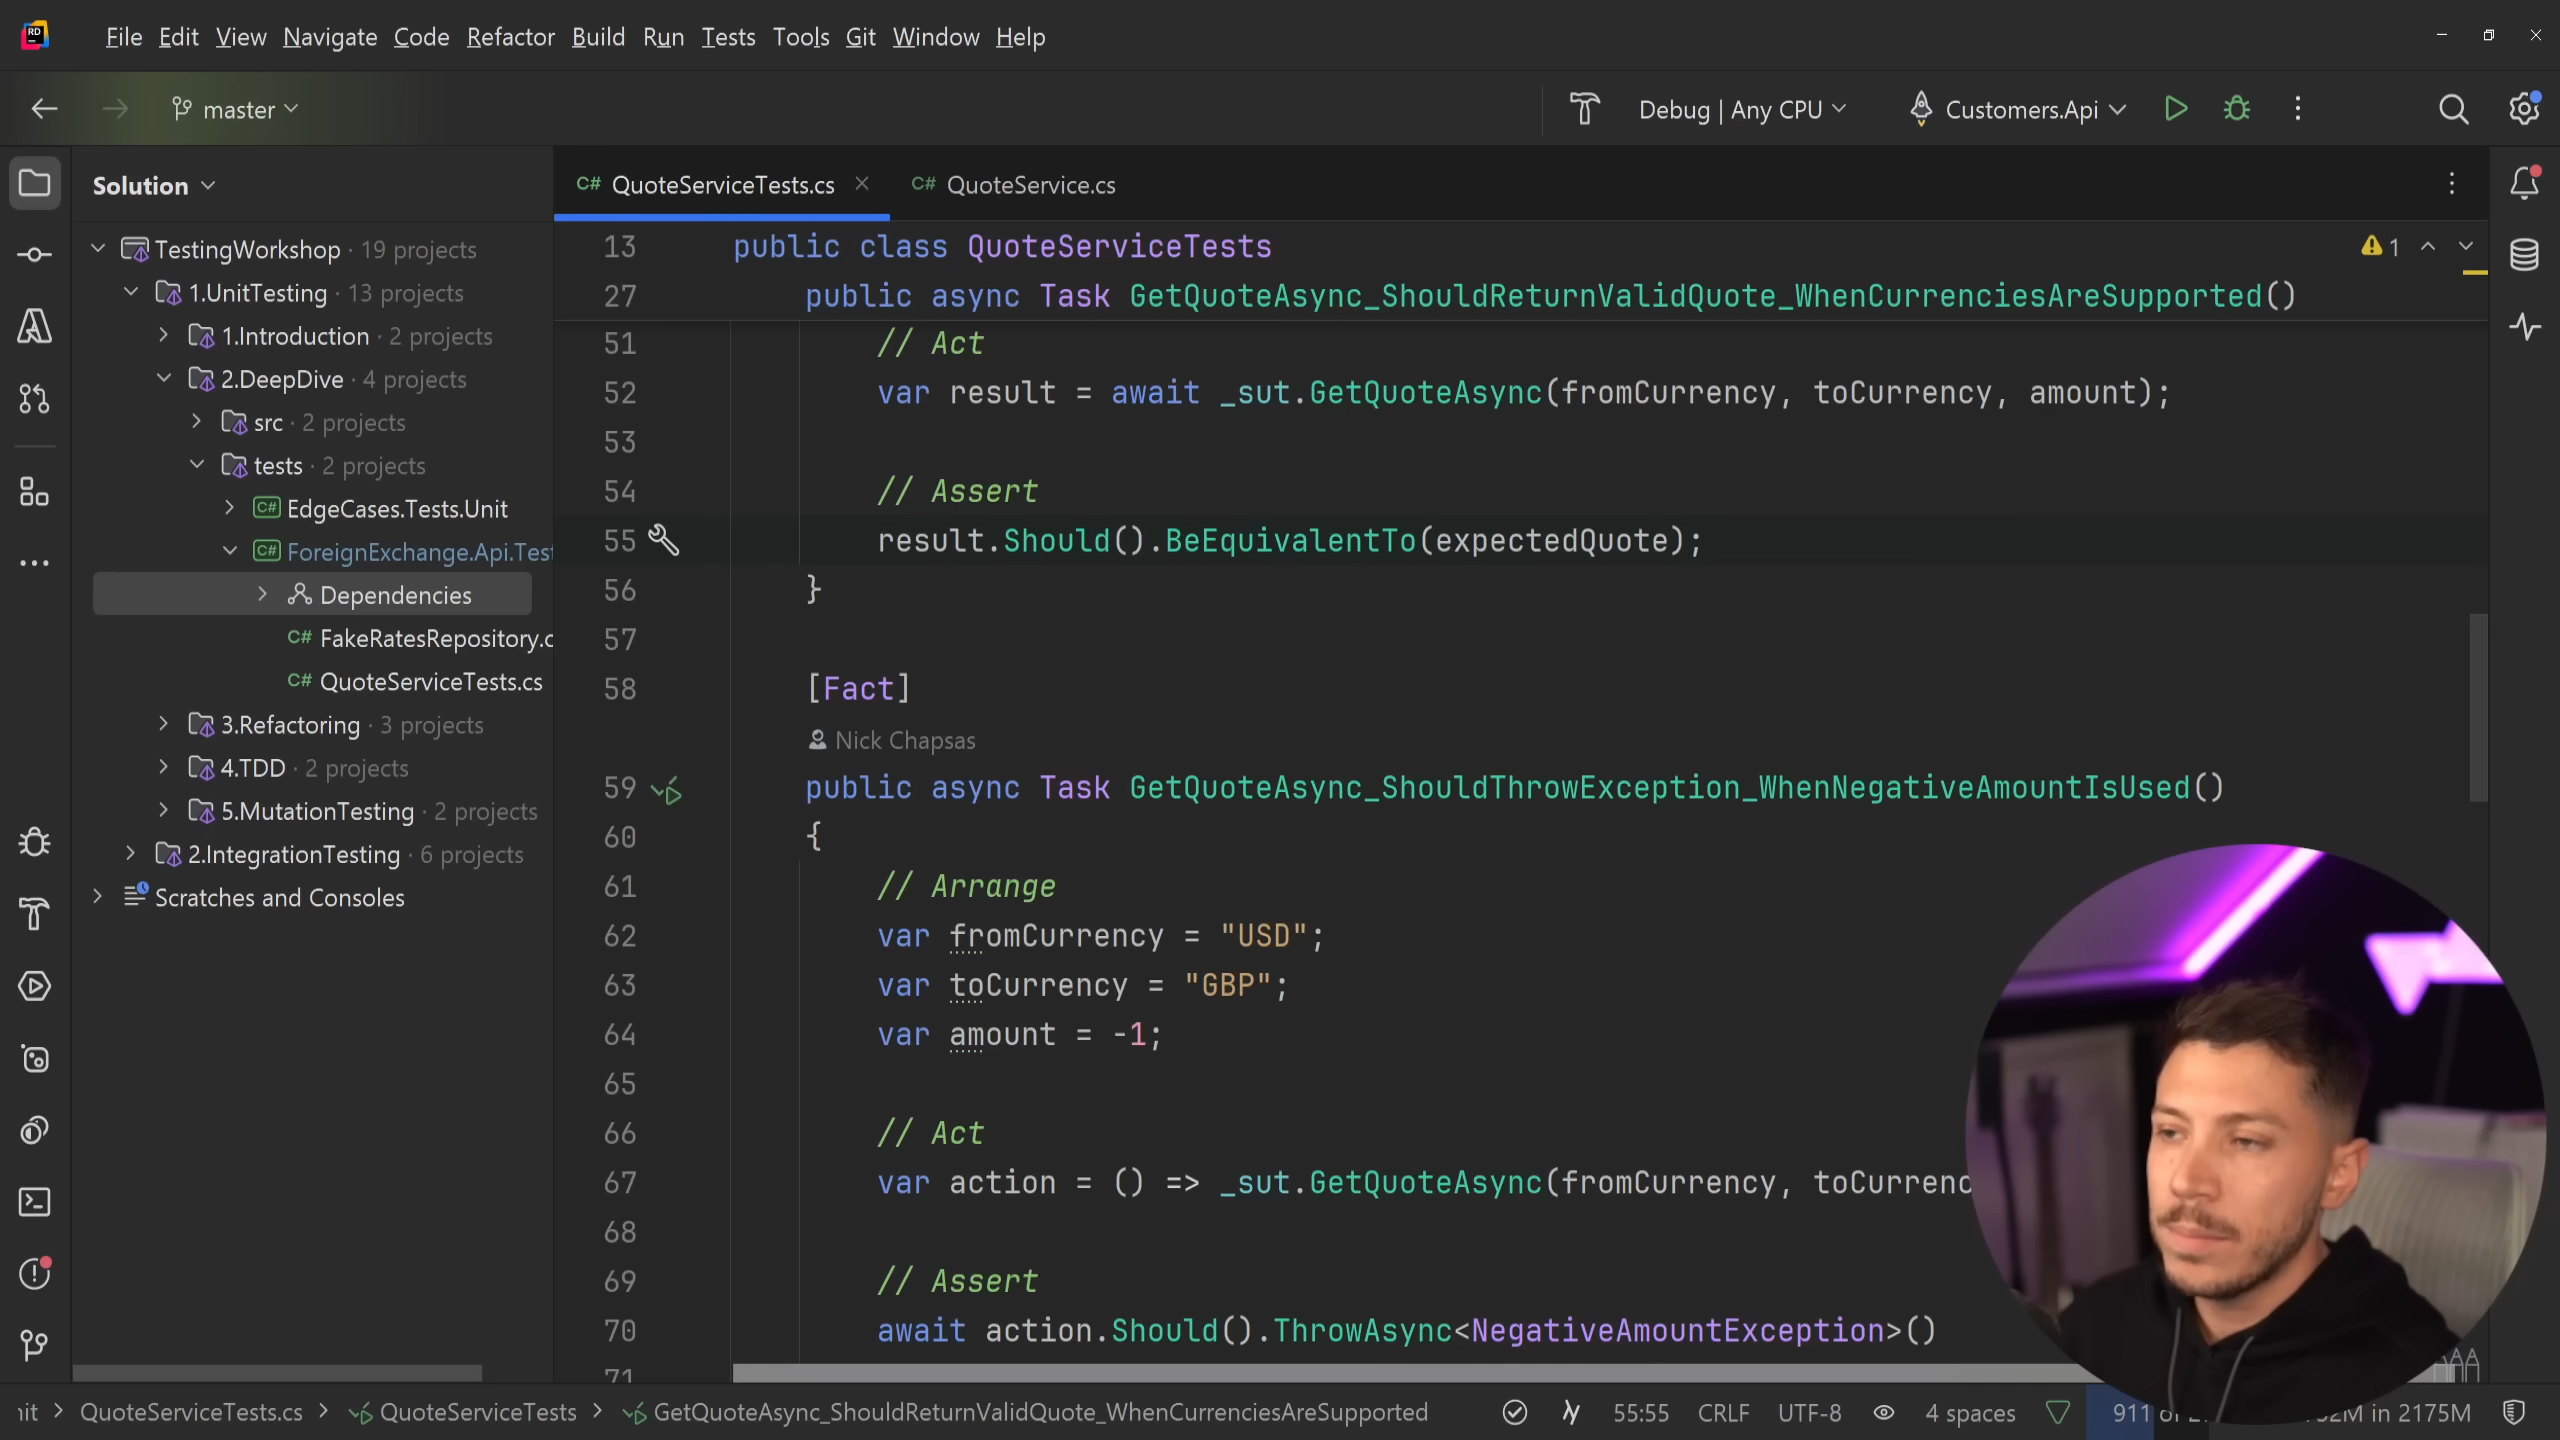 File Edit View Navigate Code Refactor Build Run Tests Tools Git Window Help
master
Debug | Any CPU
Customers.Api
Solution
TestingWorkshop · 19 projects
1.UnitTesting · 13 projects
1.Introduction · 2 projects
2.DeepDive · 4 projects
src · 2 projects
tests · 2 projects
C# EdgeCases.Tests.Unit
C# ForeignExchange.Api.Test
Dependencies
C# FakeRatesRepository.c
C# QuoteServiceTests.cs
3.Refactoring · 3 projects
4.TDD · 2 projects
5.MutationTesting · 2 projects
2.IntegrationTesting · 6 projects
Scratches and Consoles
C# QuoteServiceTests.cs
C# QuoteService.cs
1
13 public class QuoteServiceTests
27 public async Task GetQuoteAsync_ShouldReturnValidQuote_WhenCurrenciesAreSupported()
51 // Act
52 var result = await _sut.GetQuoteAsync(fromCurrency, toCurrency, amount);
53
54 // Assert
55 result.Should().BeEquivalentTo(expectedQuote);
56 }
57
58 [Fact]
Nick Chapsas
59 public async Task GetQuoteAsync_ShouldThrowException_WhenNegativeAmountIsUsed()
60 {
61 // Arrange
62 var fromCurrency = "USD";
63 var toCurrency = "GBP";
64 var amount = -1;
65
66 // Act
67 var action = () => _sut.GetQuoteAsync(fromCurrency, toCurrenc
68
69 // Assert
70 await action.Should().ThrowAsync<NegativeAmountException>()
71
QuoteServiceTests.cs > QuoteServiceTests > GetQuoteAsync_ShouldReturnValidQuote_WhenCurrenciesAreSupported
55:55 CRLF UTF-8 4 spaces 911 of in 2175M